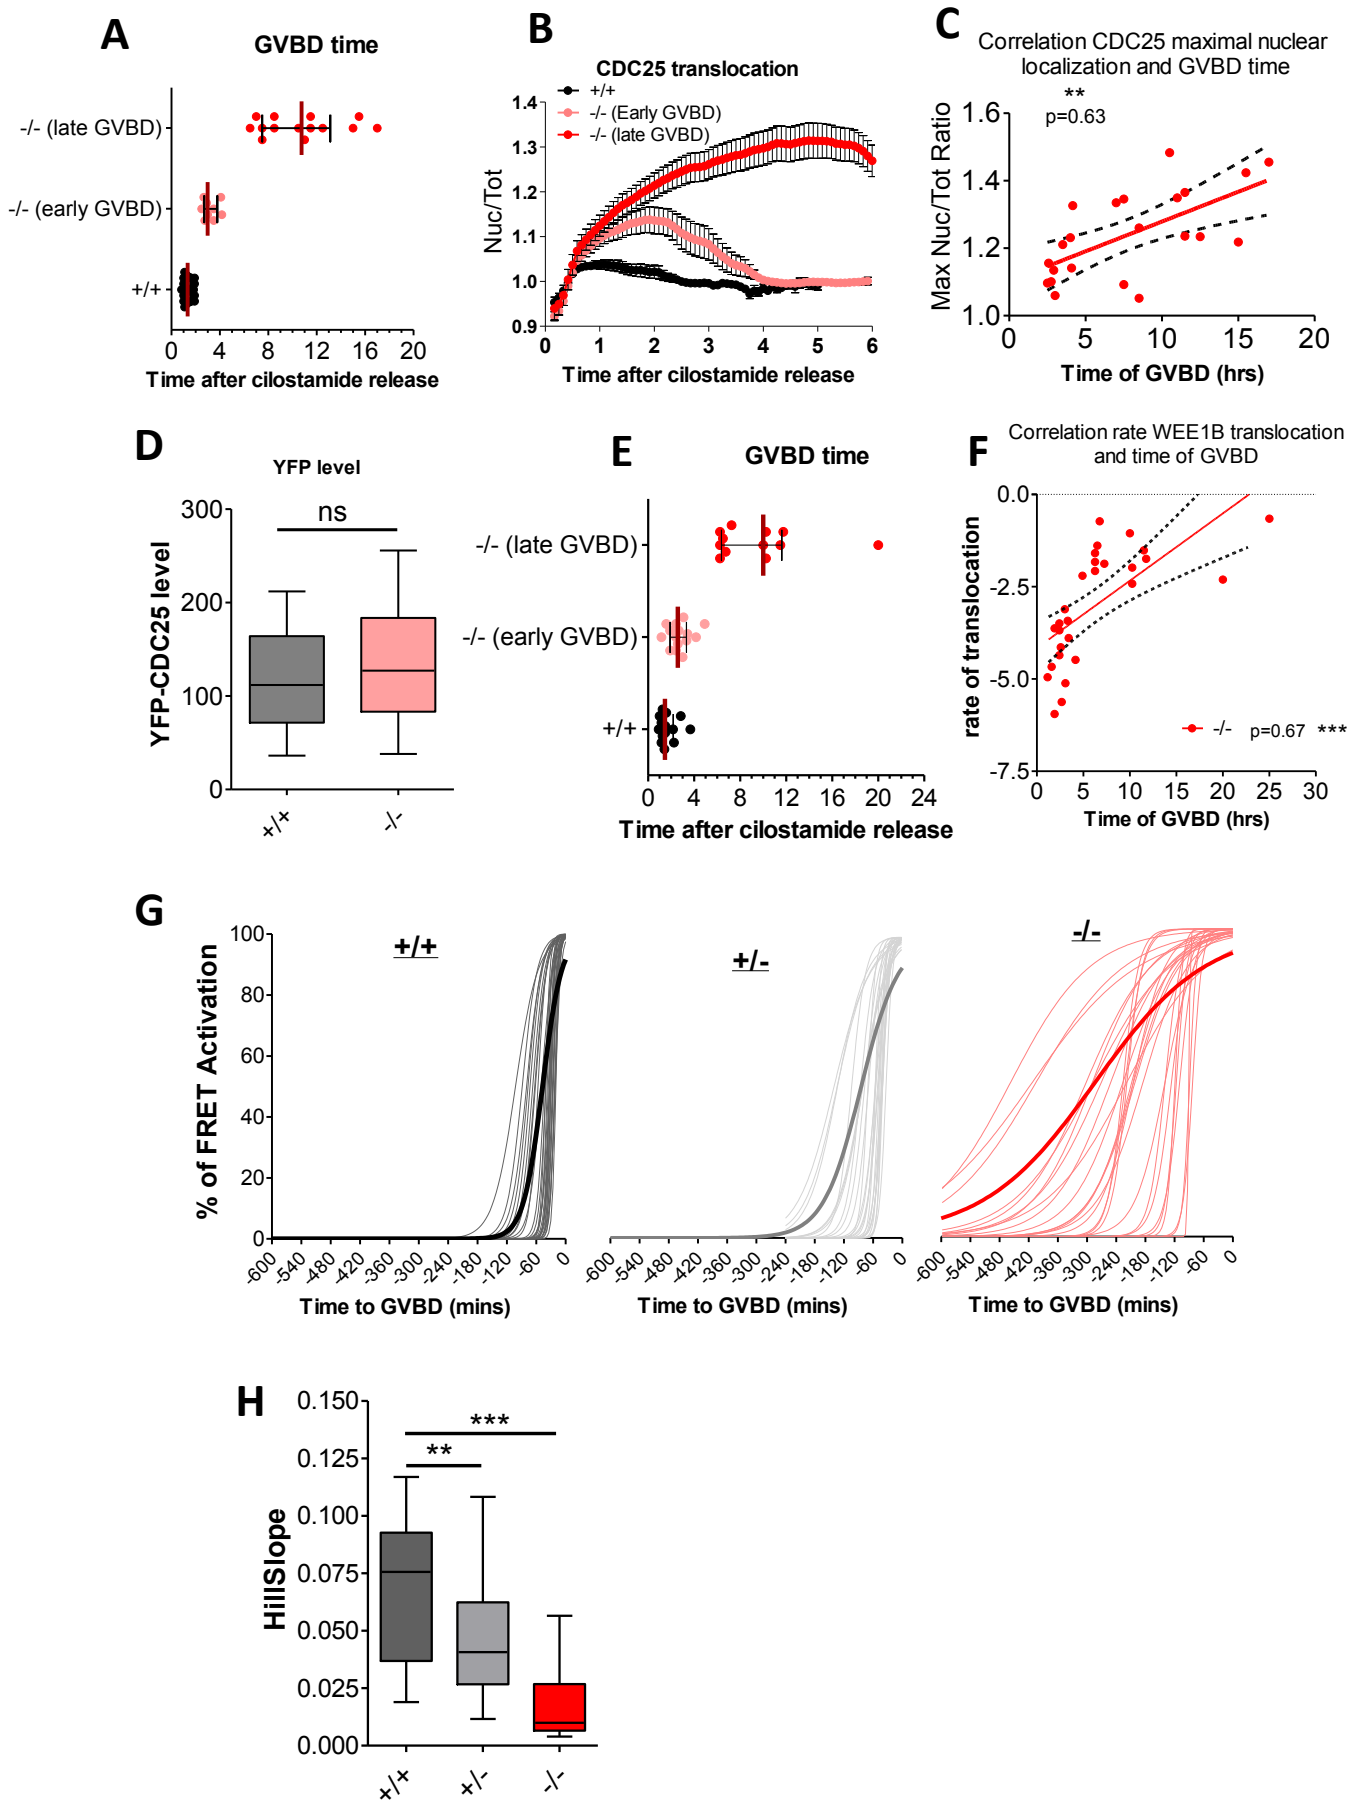 A
GVBD time
-/- (late GVBD)
-/- (early GVBD)
+/+
0 4 8 12 16 20
Time after cilostamide release
B
CDC25 translocation
+/+
-/- (Early GVBD)
-/- (late GVBD)
Nuc/Tot
1.4
1.3
1.2
1.1
1.0
0.9
0 1 2 3 4 5 6
Time after cilostamide release
C
Correlation CDC25 maximal nuclear
localization and GVBD time
**
p=0.63
Max Nuc/Tot Ratio
1.6
1.4
1.2
1.0
0 5 10 15 20
Time of GVBD (hrs)
D
YFP level
ns
YFP-CDC25 level
300
200
100
0
+/+ -/-
E
GVBD time
-/- (late GVBD)
-/- (early GVBD)
+/+
0 4 8 12 16 20 24
Time after cilostamide release
F
Correlation rate WEE1B translocation
and time of GVBD
rate of translocation
0.0
-2.5
-5.0
-7.5
-/- p=0.67 ***
0 5 10 15 20 25 30
Time of GVBD (hrs)
G
% of FRET Activation
100
80
60
40
20
0
+/+
-600 -540 -480 -420 -360 -300 -240 -180 -120 -60 0
Time to GVBD (mins)
+/-
-600 -540 -480 -420 -360 -300 -240 -180 -120 -60 0
Time to GVBD (mins)
-/-
-600 -540 -480 -420 -360 -300 -240 -180 -120 -60 0
Time to GVBD (mins)
H
HillSlope
0.150
0.125
0.100
0.075
0.050
0.025
0.000
***
**
+/+ +/- -/-